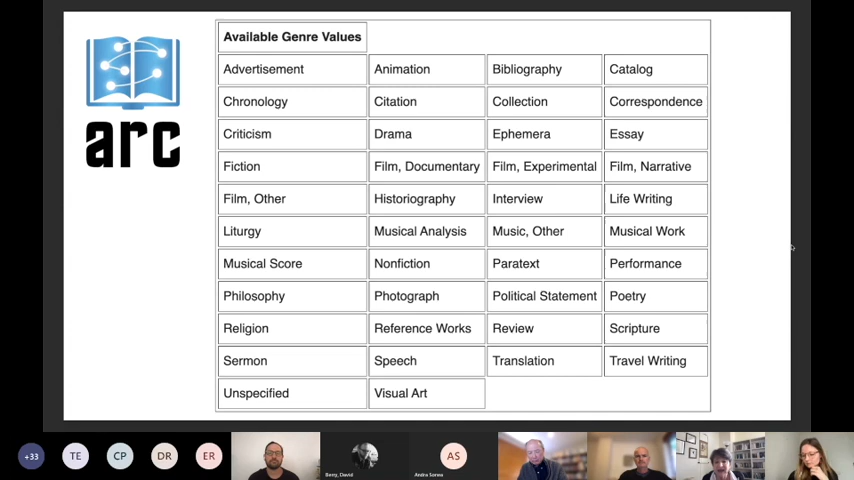 Available Genre Values
Advertisement Animation Bibliography Catalog
Chronology Citation Collection Correspondence
Criticism Drama Ephemera Essay
Fiction Film, Documentary Film, Experimental Film, Narrative
Film, Other Historiography Interview Life Writing
Liturgy Musical Analysis Music, Other Musical Work
Musical Score Nonfiction Paratext Performance
Philosophy Photograph Political Statement Poetry
Religion Reference Works Review Scripture
Sermon Speech Translation Travel Writing
Unspecified Visual Art
arc
+33 TE CP DR ER AS
Berry, David